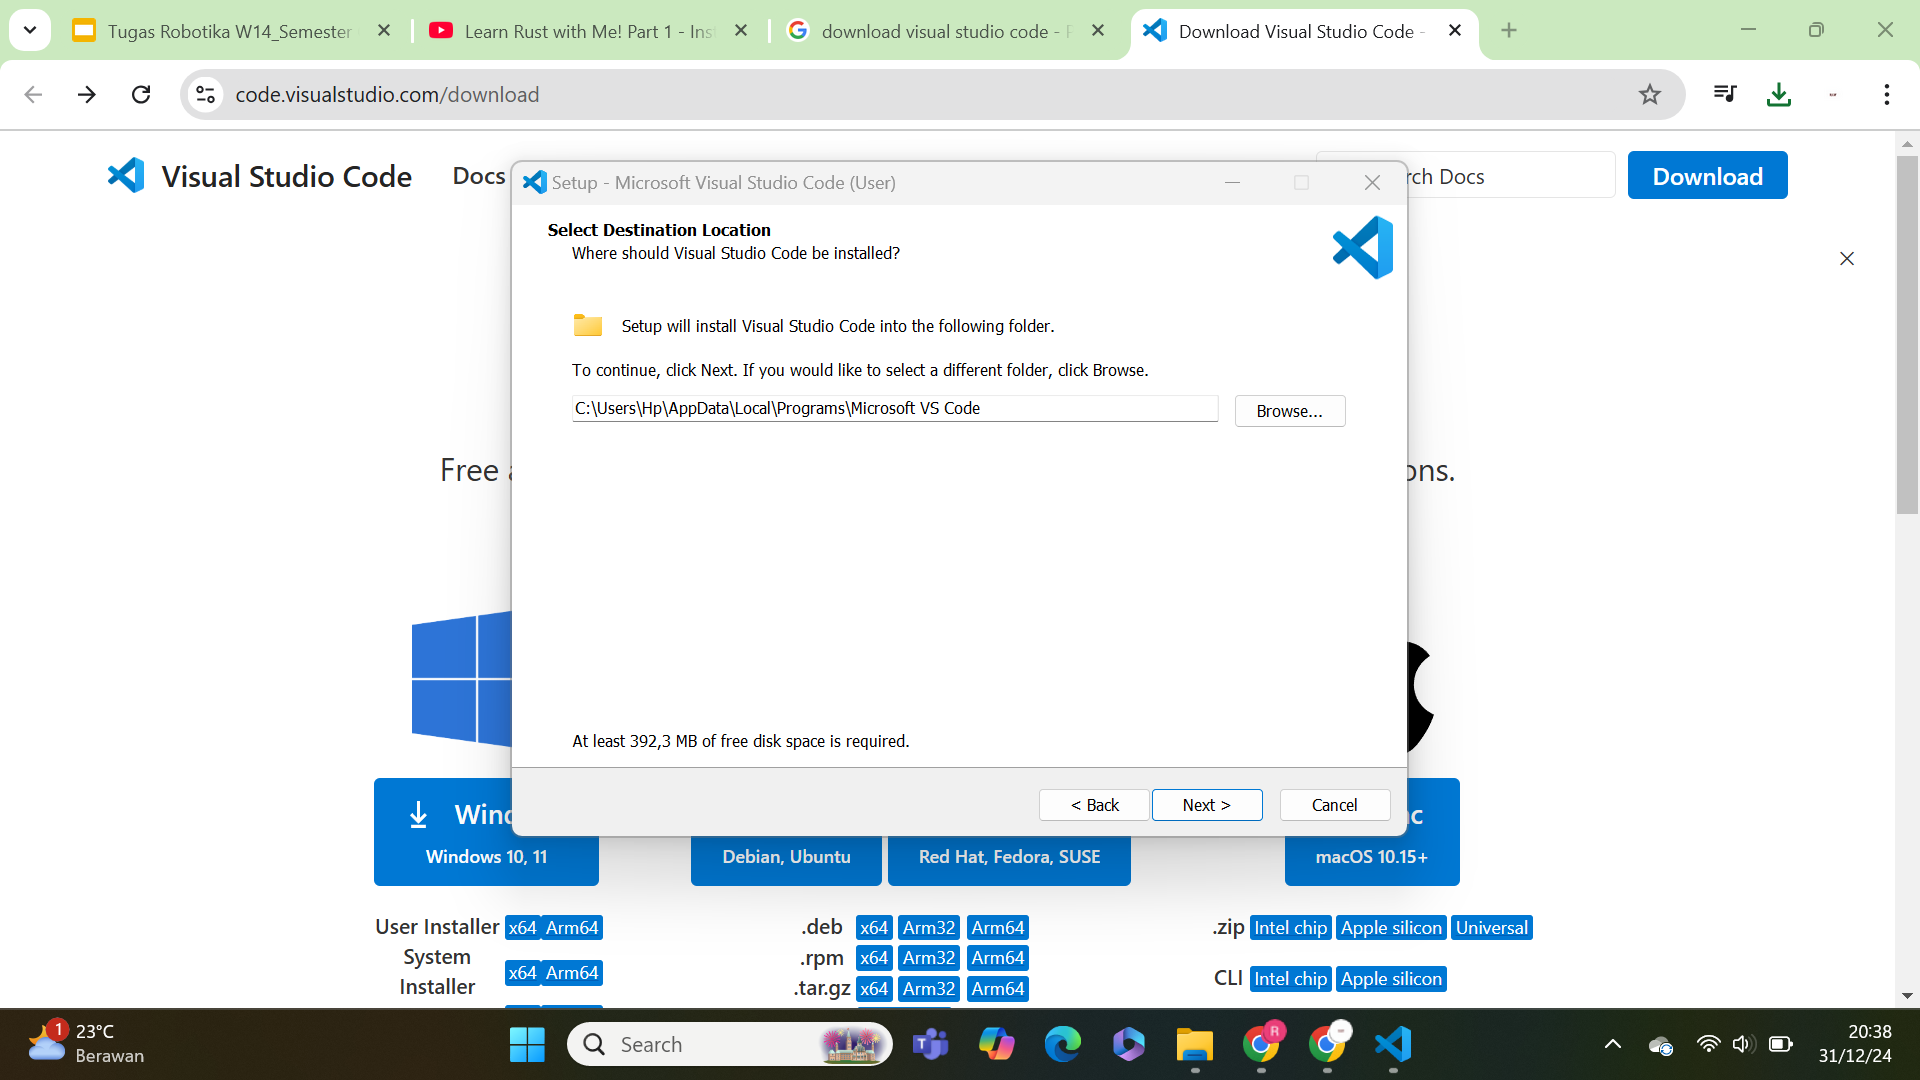 Tugas Robotika W14_Semester
Learn Rust with Me! Part 1 - Ins
download visual studio code -
Download Visual Studio Code -
code.visualstudio.com/download
Visual Studio Code
Docs
rch Docs
Download
Setup - Microsoft Visual Studio Code (User)
Select Destination Location
Where should Visual Studio Code be installed?
Setup will install Visual Studio Code into the following folder.
To continue, click Next. If you would like to select a different folder, click Browse.
C:\Users\Hp\AppData\Local\Programs\Microsoft VS Code
Browse...
Free
ons.
At least 392,3 MB of free disk space is required.
< Back
Next >
Cancel
Wind
c
Windows 10, 11
Debian, Ubuntu
Red Hat, Fedora, SUSE
macOS 10.15+
User Installer x64 Arm64
System Installer x64 Arm64
.deb x64 Arm32 Arm64
.rpm x64 Arm32 Arm64
.tar.gz x64 Arm32 Arm64
.zip Intel chip Apple silicon Universal
CLI Intel chip Apple silicon
1
23°C
Berawan
Search
R
20:38
31/12/24